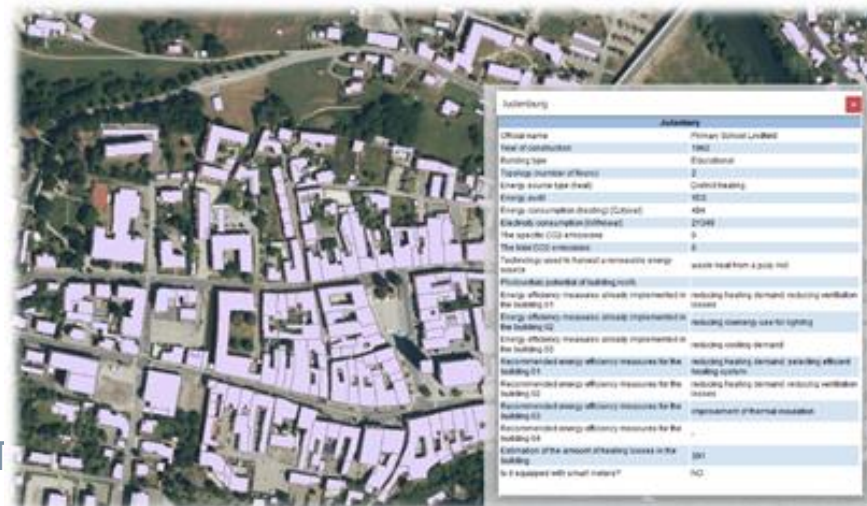 Judenburg
Judenburg
Official name Primary School Lindfeld
Year of construction 1962
Building type Educational
Typology (number of floors) 2
Energy source type (heat) District heating
Energy audit YES
Energy consumption (heating)
Electricity consumption
The specific CO2 emissions 0
The total CO2 emissions 0
Technology used to harvest a renewable energy
source waste heat from a pulp mill
Photovoltaic potential of building roofs
Energy efficiency measures already implemented in reducing heating demand reducing ventilation
the building 01 losses
Energy efficiency measures already implemented in
the building 02 reducing energy use for lighting
Energy efficiency measures already implemented in
the building 03 reducing cooling demand
Recommended energy efficiency measures for the reducing heating demand, selecting efficient
building 01 heating system
Recommended energy efficiency measures for the reducing heating demand reducing ventilation
building 02 losses
Recommended energy efficiency measures for the
building 03 improvement of thermal insulation
Recommended energy efficiency measures for the
building 04 -
Estimation of the amount of heating losses in the
building
Is it equipped with smart meters? NO